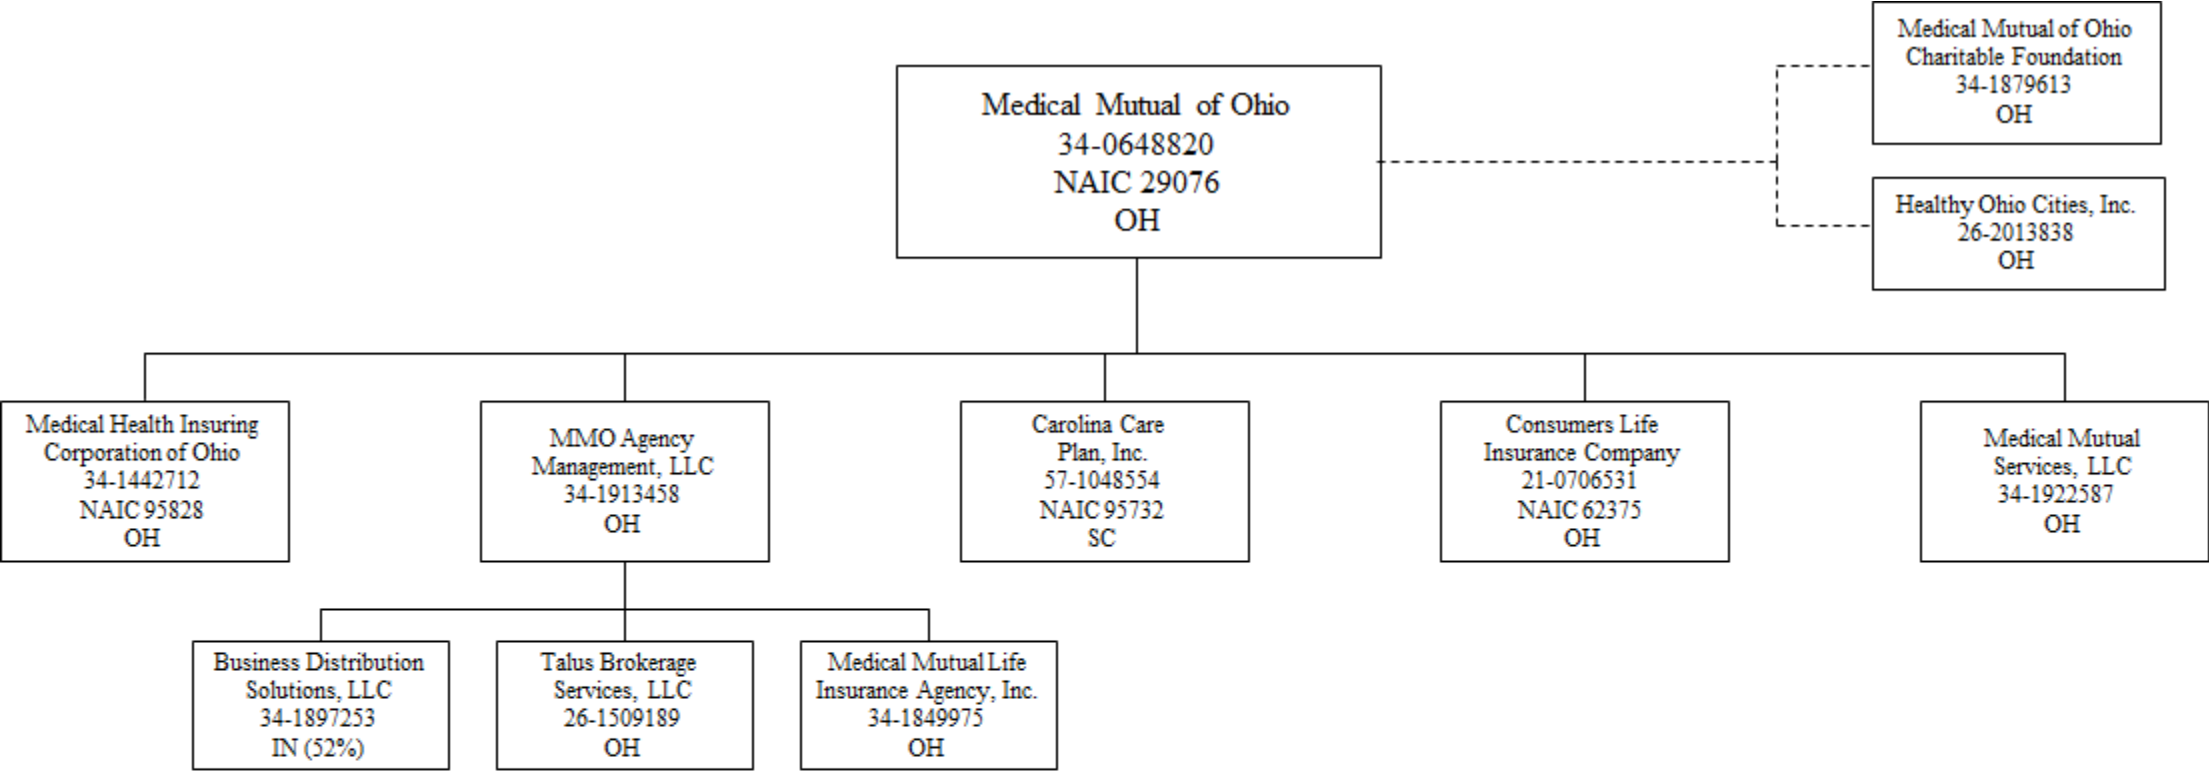 Medical Mutual of Ohio
Charitable Foundation
34-1879613
OH
Medical Mutual of Ohio
34-0648820
NAIC 29076
OH
Healthy Ohio Cities, Inc.
26-2013838
OH
Medical Health Insuring
Corporation of Ohio
34-1442712
NAIC 95828
OH
MMO Agency
Management, LLC
34-1913458
OH
Carolina Care
Plan, Inc.
57-1048554
NAIC 95732
SC
Consumers Life
Insurance Company
21-0706531
NAIC 62375
OH
Medical Mutual
Services, LLC
34-1922587
OH
Business Distribution
Solutions, LLC
34-1897253
IN (52%)
Talus Brokerage
Services, LLC
26-1509189
OH
Medical Mutual Life
Insurance Agency, Inc.
34-1849975
OH